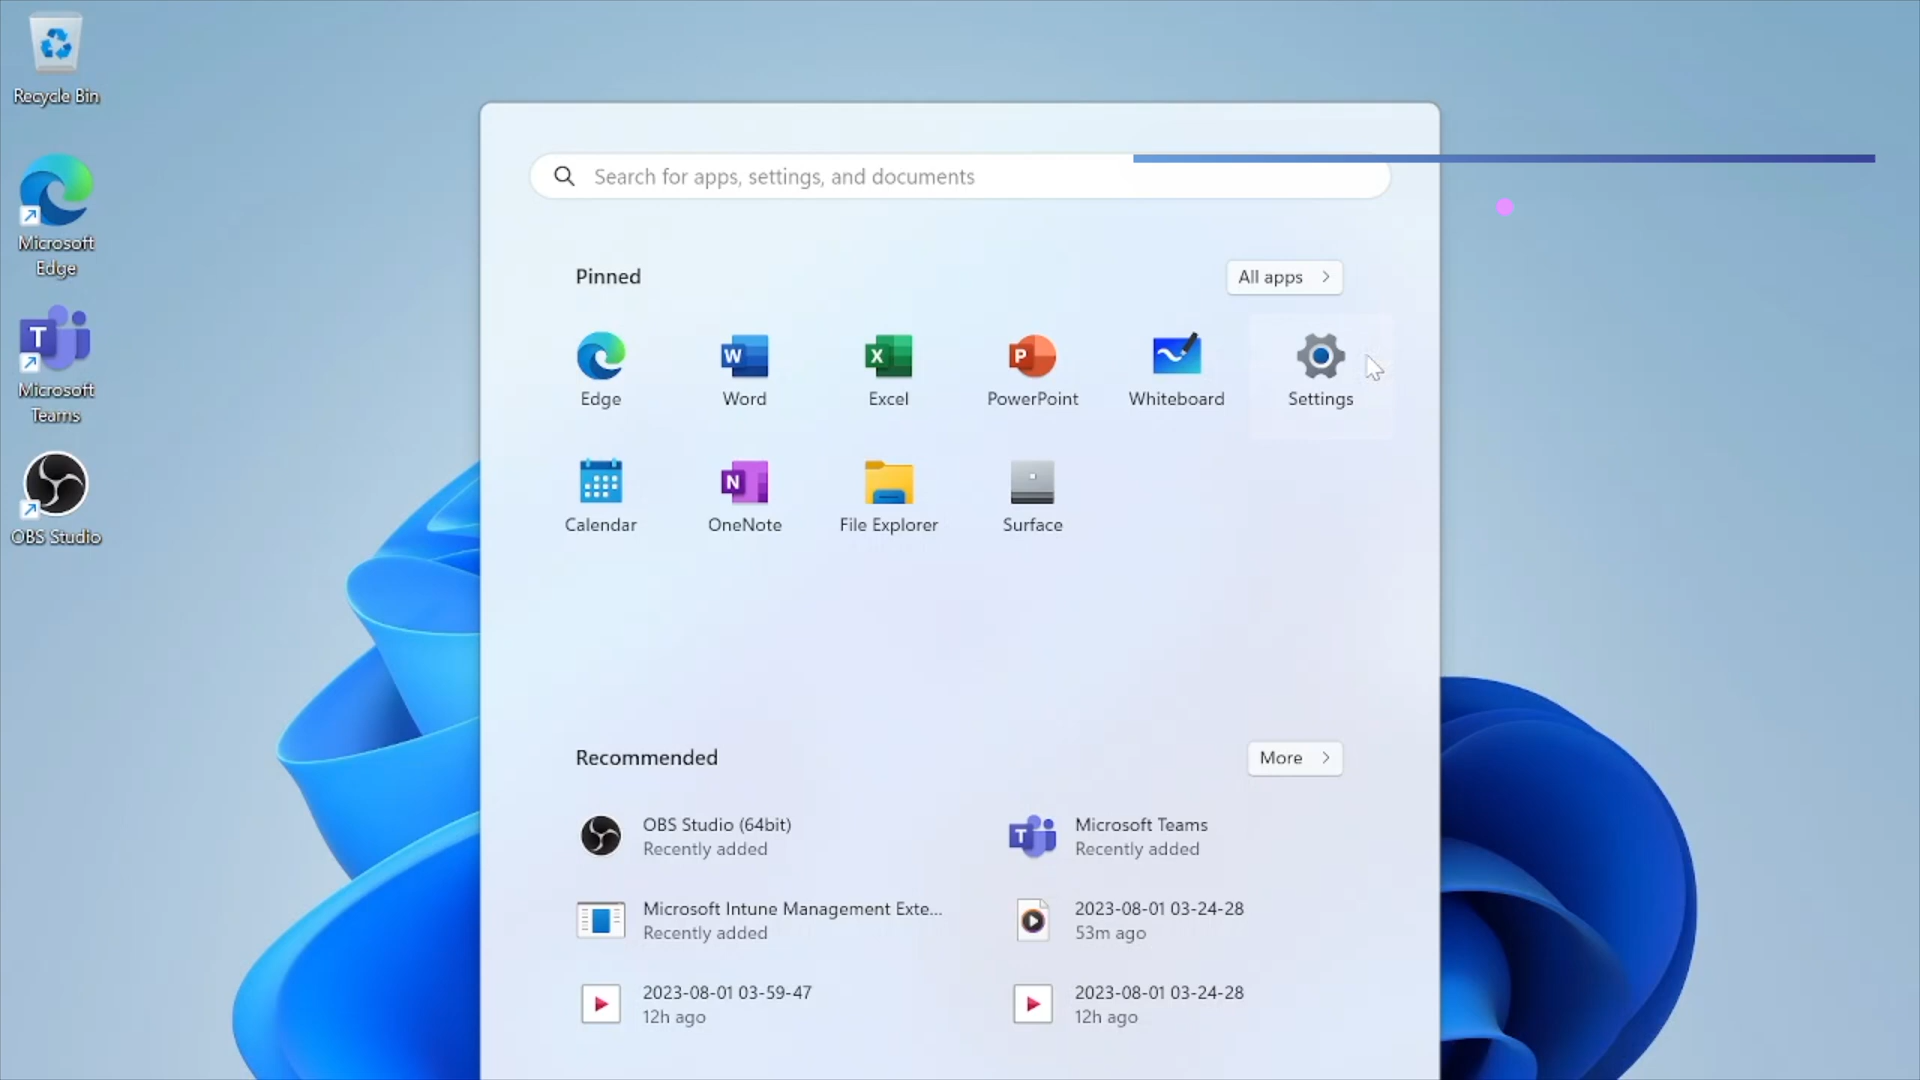 Recycle Bin
Microsoft
Edge
Microsoft
Teams
OBS Studio
Search for apps, settings, and documents
Pinned
All apps
Edge
Word
Excel
PowerPoint
Whiteboard
Settings
Calendar
OneNote
File Explorer
Surface
Recommended
More
OBS Studio (64bit)
Recently added
Microsoft Teams
Recently added
Microsoft Intune Management Exte...
Recently added
2023-08-01 03-24-28
53m ago
2023-08-01 03-59-47
12h ago
2023-08-01 03-24-28
12h ago